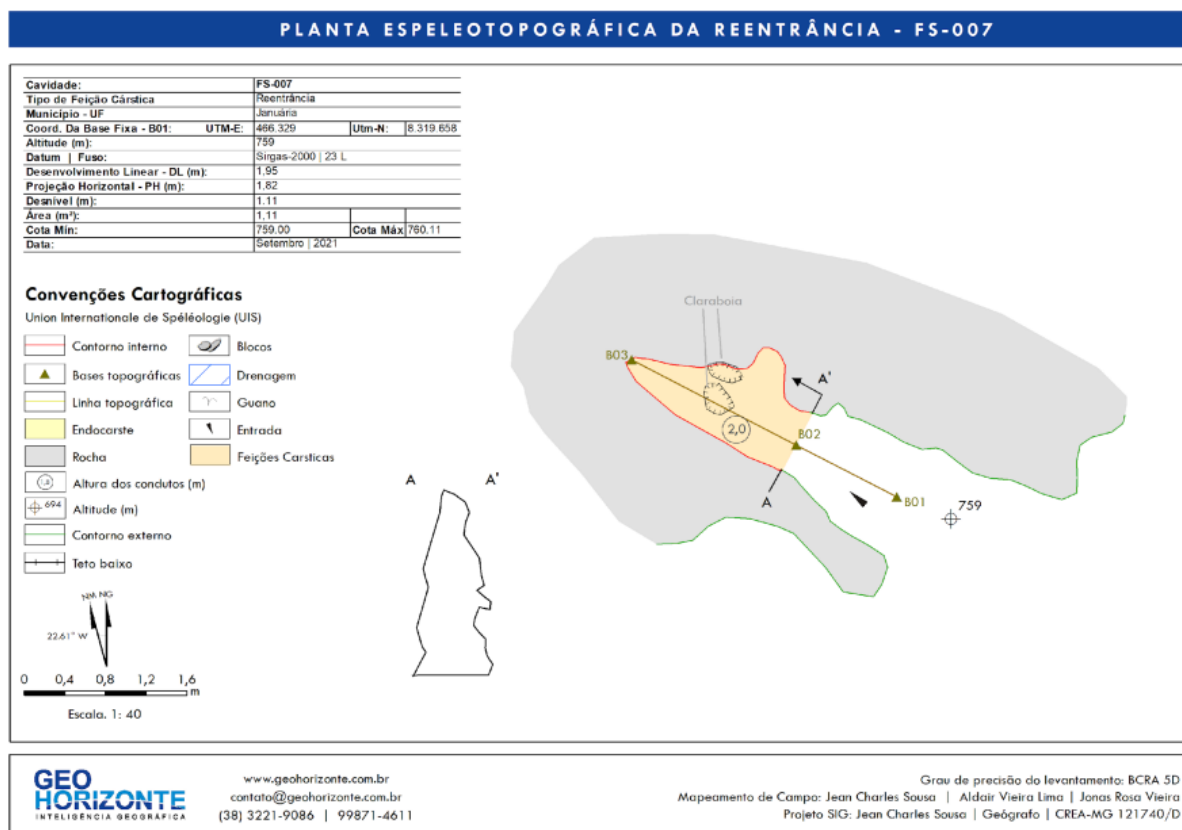 PLANTA ESPELEOTOPOGRÁFICA DA REENTRÂNCIA - FS-007
Cavidade: FS-007
Tipo de Feição Cárstica Reentrância
Município - UF Januária
Coord. Da Base Fixa - B01: UTM-E: 466.329 Utm-N: 8.319.658
Altitude (m): 759
Datum | Fuso: Sirgas-2000 | 23 L
Desenvolvimento Linear - DL (m): 1,95
Projeção Horizontal - PH (m): 1,82
Desnível (m): 1.11
Área (m²): 1,11
Cota Mín: 759.00 Cota Máx 760.11
Data: Setembro | 2021
Convenções Cartográficas
Union Internationale de Spéléologie (UIS)
Contorno interno Blocos
Bases topográficas Drenagem
Linha topográfica Guano
Endocarste Entrada
Rocha Feições Carsticas
Altura dos condutos (m)
694 Altitude (m)
Contorno externo
Teto baixo
NM NG
22.61° W
0 0,4 0,8 1,2 1,6
m
Escala. 1: 40
A A'
Claraboia
B03
A'
2,0
B02
A
B01
759
GEO
HORIZONTE
INTELIGÊNCIA GEOGRÁFICA
www.geohorizonte.com.br
contato@geohorizonte.com.br
(38) 3221-9086 | 99871-4611
Grau de precisão do levantamento: BCRA 5D
Mapeamento de Campo: Jean Charles Sousa | Aldair Vieira Lima | Jonas Rosa Vieira
Projeto SIG: Jean Charles Sousa | Geógrafo | CREA-MG 121740/D